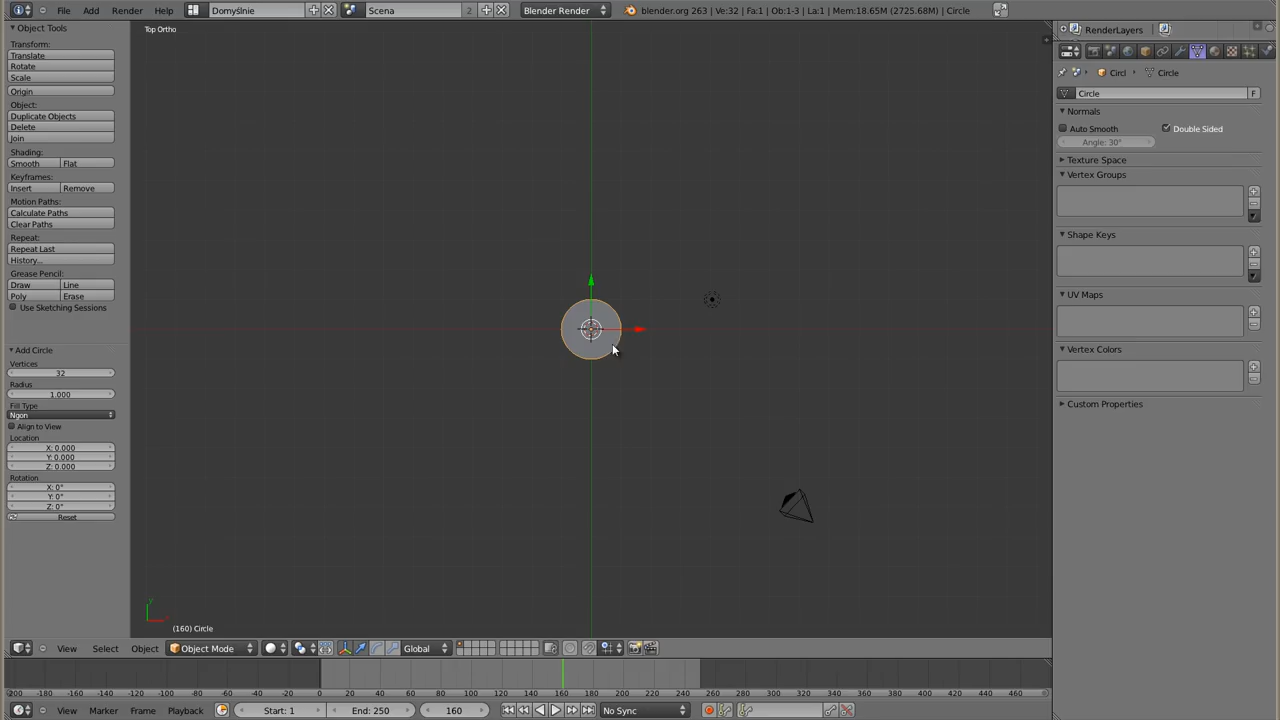 File Add Render Help Domyślnie Scena 2 Blender Render blender.org 263 | Ve:32 | Fa:1 | Ob:1-3 | La:1 | Mem:18.65M (2725.68M) | Circle
Object Tools
Transform:
Translate
Rotate
Scale
Origin
Object:
Duplicate Objects
Delete
Join
Shading:
Smooth Flat
Keyframes:
Insert Remove
Motion Paths:
Calculate Paths
Clear Paths
Repeat:
Repeat Last
History...
Grease Pencil:
Draw Line
Poly Erase
Use Sketching Sessions
Add Circle
Vertices
32
Radius
1.000
Fill Type
Ngon
Align to View
Location
X: 0.000
Y: 0.000
Z: 0.000
Rotation
X: 0°
Y: 0°
Z: 0°
Reset
Top Ortho
y
(160) Circle
View Select Object Object Mode Global
RenderLayers
Circl Circle
Circle F
Normals
Auto Smooth Double Sided
Angle: 30°
Texture Space
Vertex Groups
Shape Keys
UV Maps
Vertex Colors
Custom Properties
-200 -180 -160 -140 -120 -100 -80 -60 -40 -20 0 20 40 60 80 100 120 140 160 180 200 220 240 260 280 300 320 340 360 380 400 420 440 460
View Marker Frame Playback Start: 1 End: 250 160 No Sync